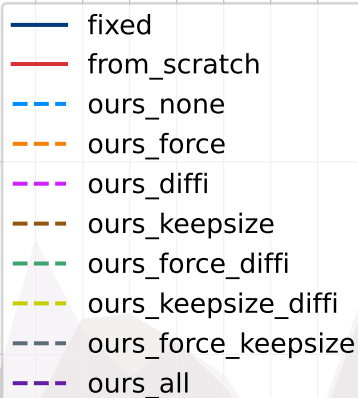 fixed
from_scratch
ours_none
ours_force
ours_diffi
ours_keepsize
ours_force_diffi
ours_keepsize_diffi
ours_force_keepsize
ours_all